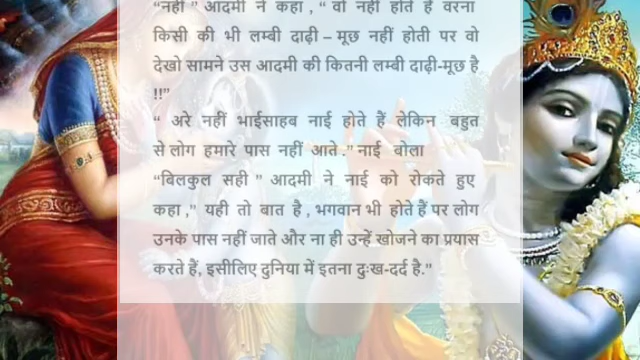 “नहीं ” आदमी ने कहा , “ वो नहीं होते हैं वरना
किसी की भी लम्बी दाढ़ी – मूछ नहीं होती पर वो
देखो सामने उस आदमी की कितनी लम्बी दाढ़ी-मूछ है
!!”
“ अरे नहीं भाईसाहब नाई होते हैं लेकिन बहुत
से लोग हमारे पास नहीं आते .” नाई बोला
“बिलकुल सही ” आदमी ने नाई को रोकते हुए
कहा ,” यही तो बात है , भगवान भी होते हैं पर लोग
उनके पास नहीं जाते और ना ही उन्हें खोजने का प्रयास
करते हैं, इसीलिए दुनिया में इतना दुःख-दर्द है."